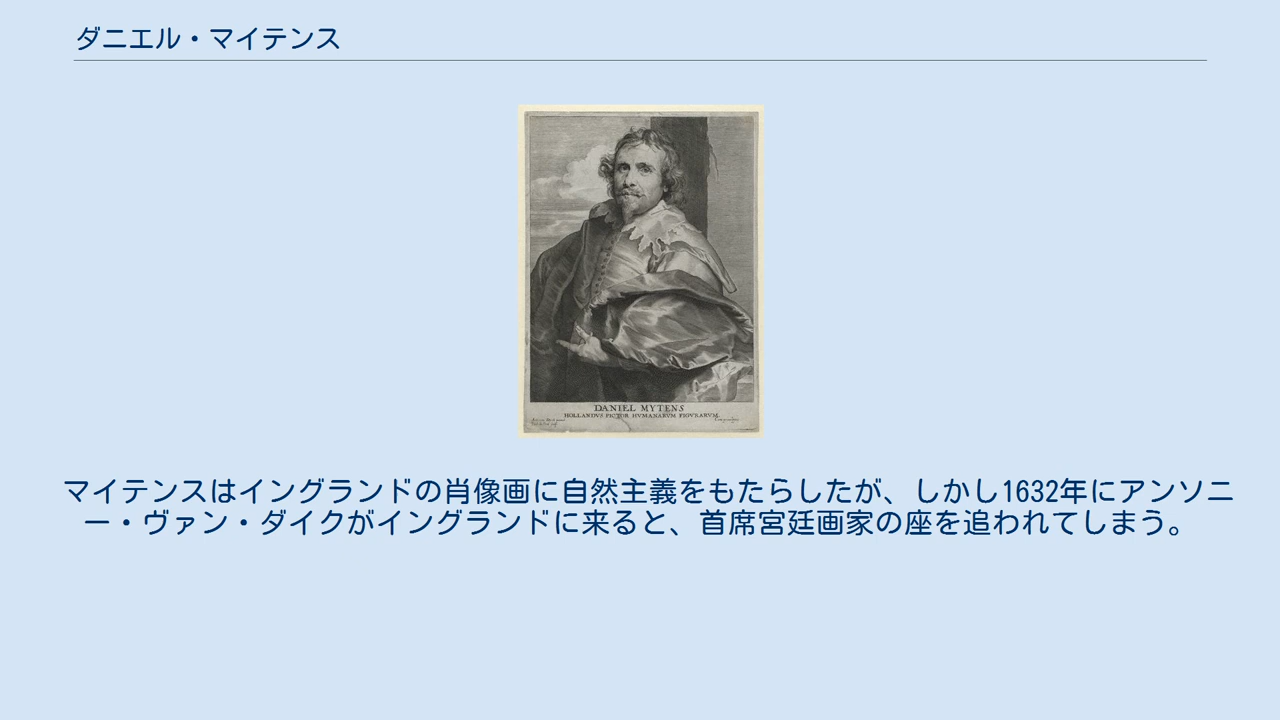 ダニエル・マイテンス
DANIEL MYTENS
HOLLANDVS PICTOR HVMANARVM FIGVRARVM.
マイテンスはイングランドの肖像画に自然主義をもたらしたが、しかし1632年にアンソニ
ー・ヴァン・ダイクがイングランドに来ると、首席宮廷画家の座を追われてしまう。